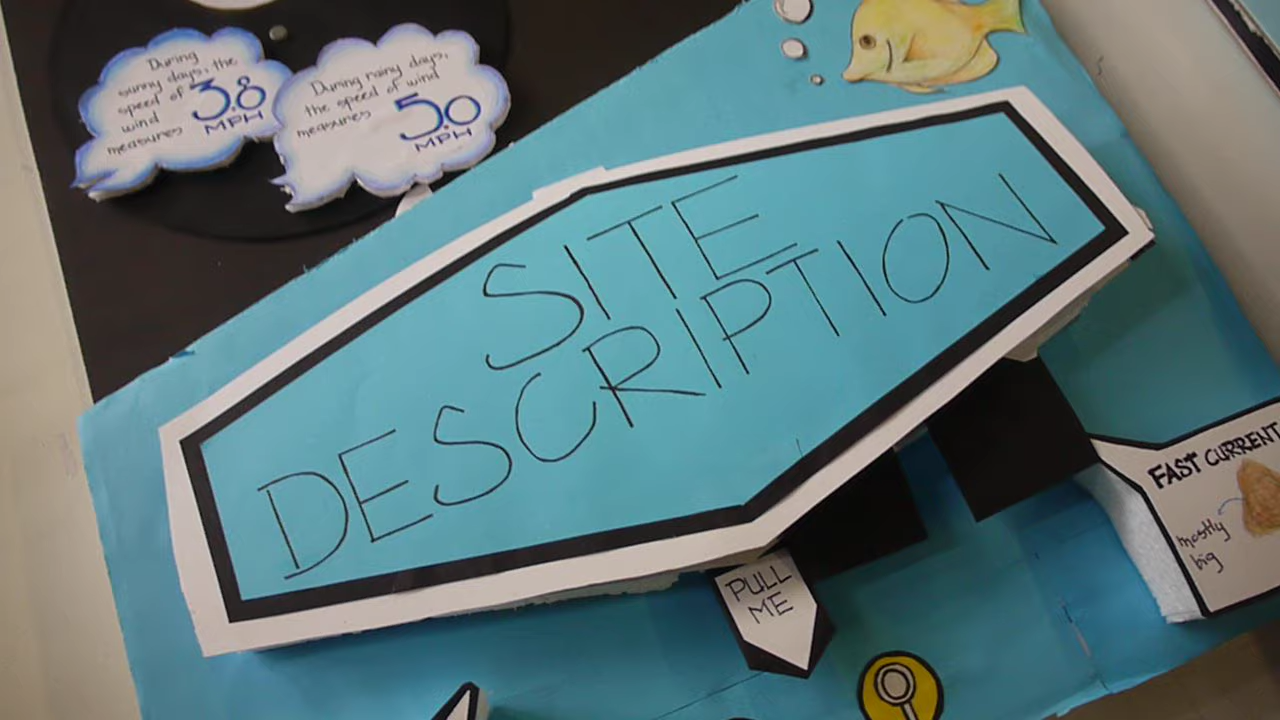 During
sunny days, the
speed of 3.8
wind MPH
measures
During rainy days,
the speed of wind
measures 5.0
MPH
SITE
DESCRIPTION
PULL
ME
FAST CURRENT
mostly
big